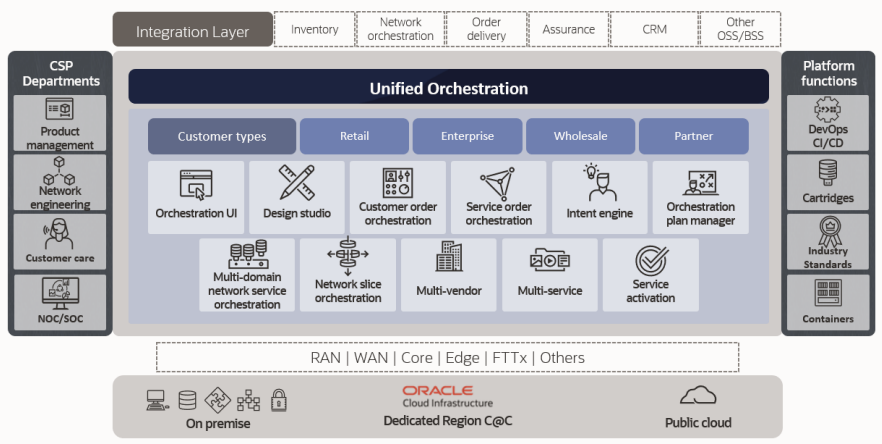 Integration Layer
Inventory
Network
orchestration
Order
delivery
Assurance
CRM
Other
OSS/BSS
CSP
Departments
Product
management
Network
engineering
Customer care
NOC/SOC
Unified Orchestration
Customer types
Retail
Enterprise
Wholesale
Partner
Orchestration UI
Design studio
Customer order
orchestration
Service order
orchestration
Intent engine
Orchestration
plan manager
Multi-domain
network service
orchestration
Network slice
orchestration
Multi-vendor
Multi-service
Service
activation
Platform
functions
DevOps
CI/CD
Cartridges
Industry
Standards
Containers
RAN | WAN | Core | Edge | FTTx | Others
On premise
ORACLE
Cloud Infrastructure
Dedicated Region C@C
Public cloud